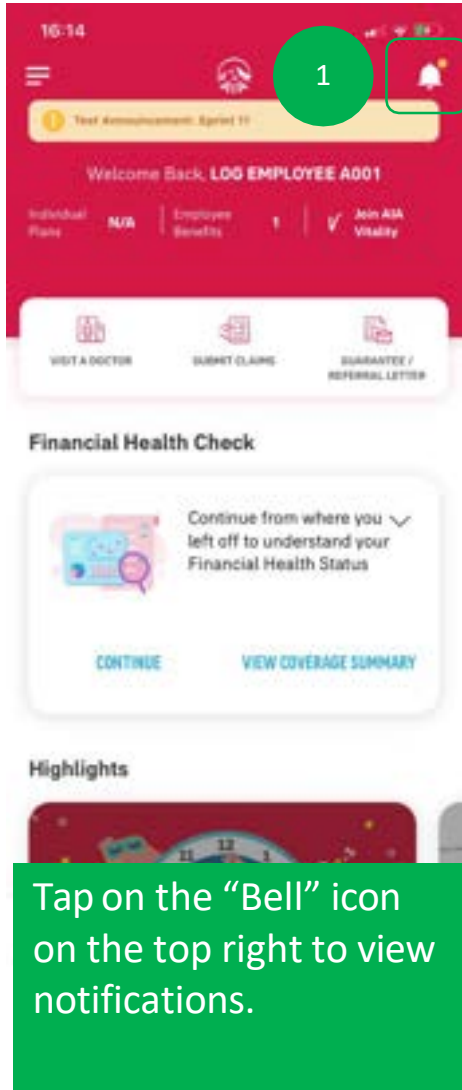 16:14
1
Test Announcement: Sprint 11
Welcome Back, LOG EMPLOYEE A001
Individual Plans N/A
Employee Benefits 1
Join AIA Vitality
VISIT A DOCTOR
SUBMIT CLAIMS
GUARANTEE / REFERRAL LETTER
Financial Health Check
Continue from where you
left off to understand your
Financial Health Status
CONTINUE
VIEW COVERAGE SUMMARY
Highlights
11 12 1
Tap on the “Bell” icon
on the top right to view
notifications.